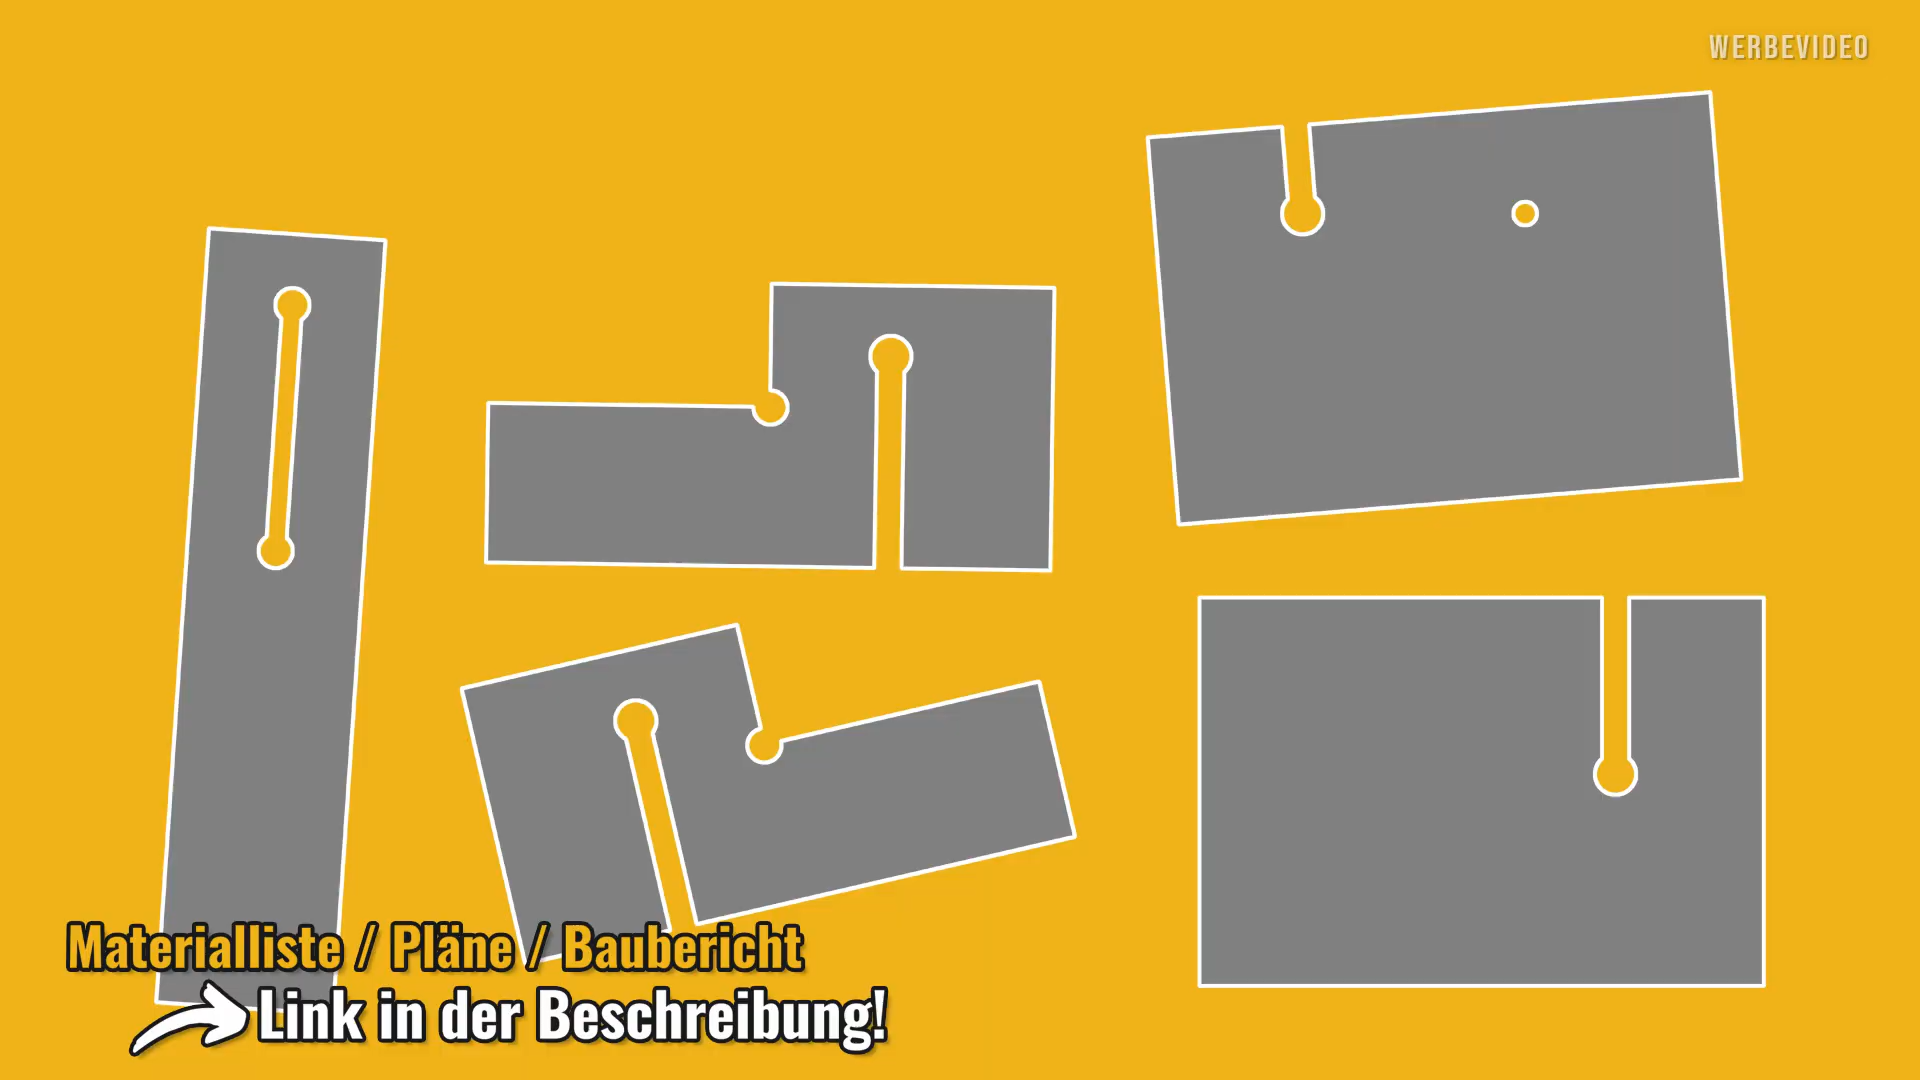 WERBEVIDEO
Materialliste / Pläne / Baubericht
Link in der Beschreibung!